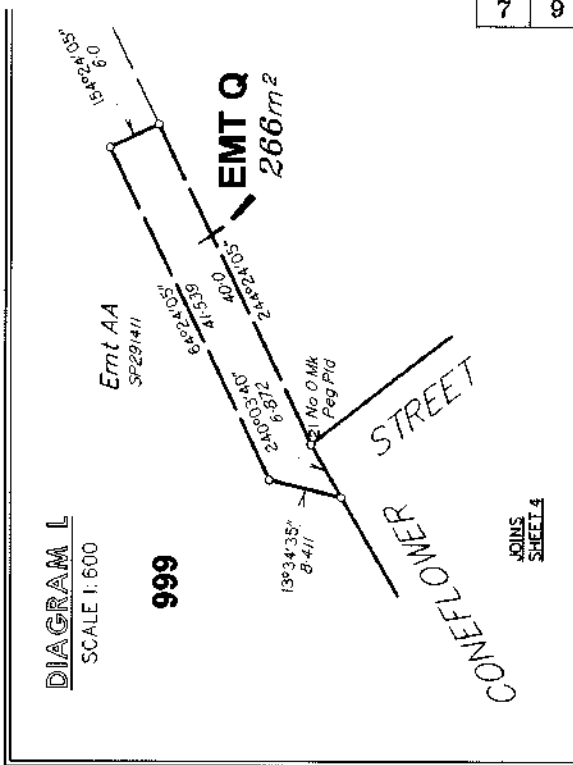 7 9
DIAGRAM L
SCALE 1:600
999
Emt AA
SP291411
154°24'05"
6·0
EMT Q
266m²
64°24'05"
41·539
40·0
244°24'05"
240°03'40"
6·872
21 No O Mk
Peg Pld
13°34'35"
8·411
CONEFLOWER STREET
JOINS
SHEET 4